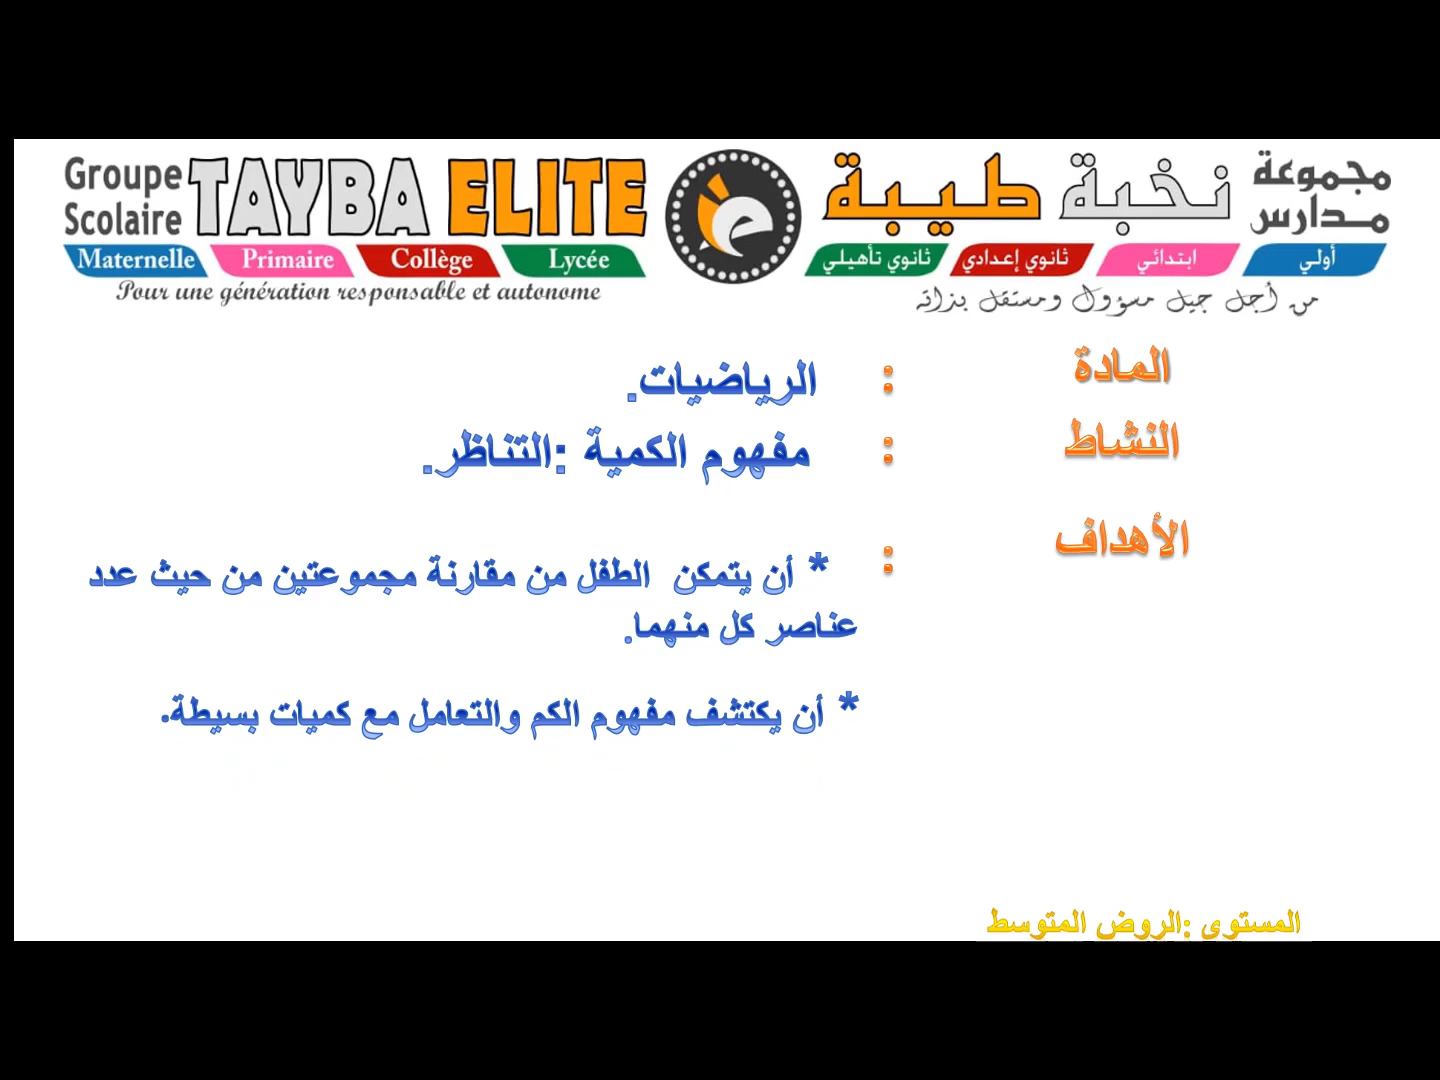 Groupe
Scolaire
TAYBA ELITE
Maternelle Primaire Collège Lycée
Pour une génération responsable et autonome
مجموعة
مدارس
نخبة طيبة
أولي ابتدائي ثانوي إعدادي ثانوي تأهيلي
من أجل جيل مسؤول ومستقل بذاته
المادة : الرياضيات.
النشاط : مفهوم الكمية :التناظر.
الأهداف :
* أن يتمكن الطفل من مقارنة مجموعتين من حيث عدد
عناصر كل منهما.
* أن يكتشف مفهوم الكم والتعامل مع كميات بسيطة.
المستوى :الروض المتوسط